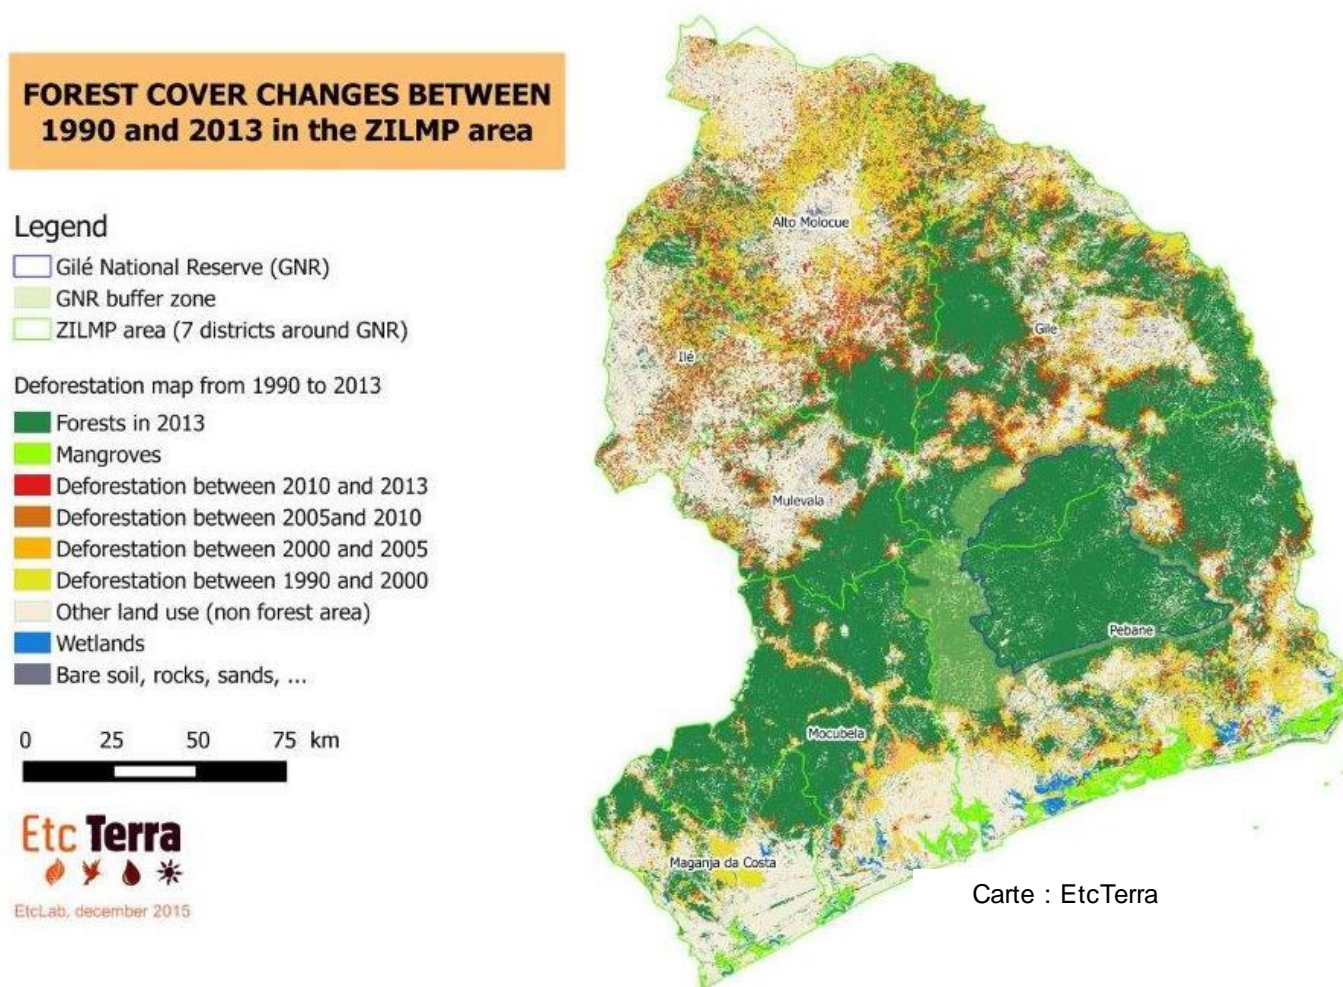 FOREST COVER CHANGES BETWEEN
1990 and 2013 in the ZILMP area
Legend
Gilé National Reserve (GNR)
GNR buffer zone
ZILMP area (7 districts around GNR)
Deforestation map from 1990 to 2013
Forests in 2013
Mangroves
Deforestation between 2010 and 2013
Deforestation between 2005and 2010
Deforestation between 2000 and 2005
Deforestation between 1990 and 2000
Other land use (non forest area)
Wetlands
Bare soil, rocks, sands, ...
0 25 50 75 km
Etc Terra
EtcLab, december 2015
Alto Molocue
Gile
Ilé
Mulevala
Pebane
Mocubela
Maganja da Costa
Carte : EtcTerra